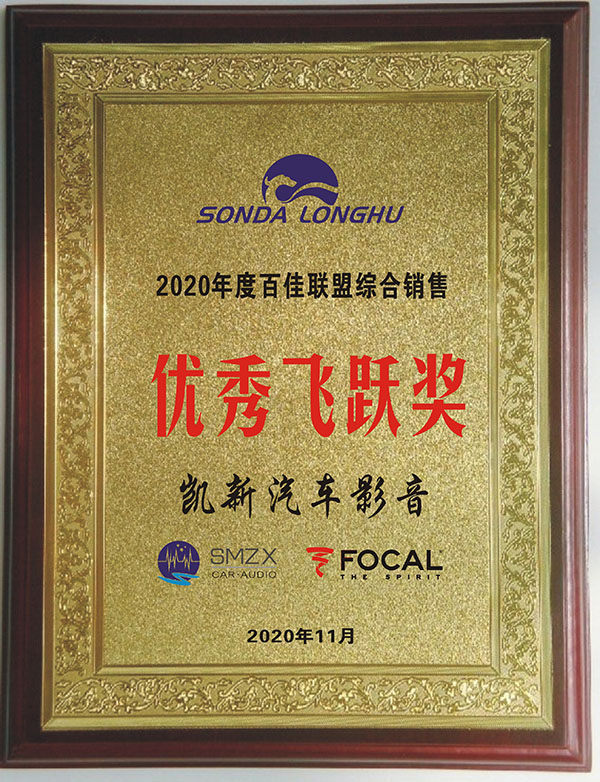 SONDA LONGHU
2020年度百佳联盟综合销售
优秀飞跃奖
凯新汽车影音
SMZX
CAR·AUDIO
FOCAL
THE SPIRIT
2020年11月